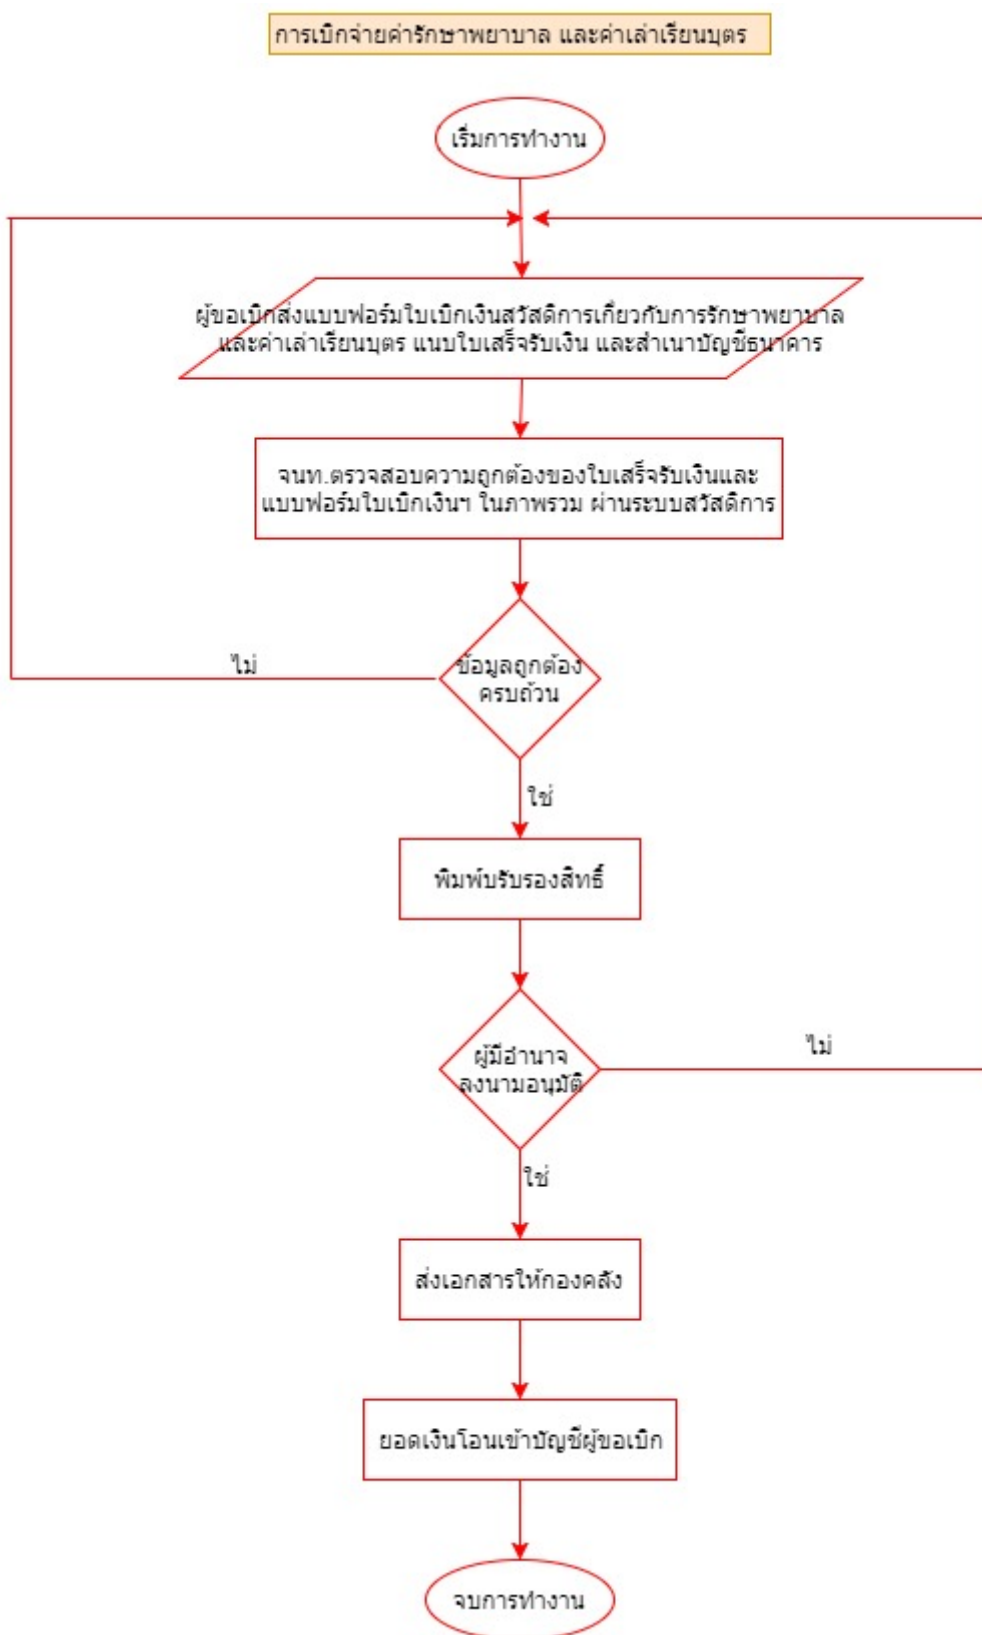 การเบิกจ่ายค่ารักษาพยาบาล และค่าเล่าเรียนบุตร
เริ่มการทำงาน
ผู้ขอเบิกส่งแบบฟอร์มใบเบิกเงินสวัสดิการเกี่ยวกับการรักษาพยาบาล
และค่าเล่าเรียนบุตร แนบใบเสร็จรับเงิน และสำเนาบัญชีธนาคาร
จนท.ตรวจสอบความถูกต้องของใบเสร็จรับเงินและ
แบบฟอร์มใบเบิกเงินฯ ในภาพรวม ผ่านระบบสวัสดิการ
ไม่
ข้อมูลถูกต้อง
ครบถ้วน
ใช่
พิมพ์บรับรองสิทธิ์
ผู้มีอำนาจ
ลงนามอนุมัติ
ไม่
ใช่
ส่งเอกสารให้กองคลัง
ยอดเงินโอนเข้าบัญชีผู้ขอเบิก
จบการทำงาน